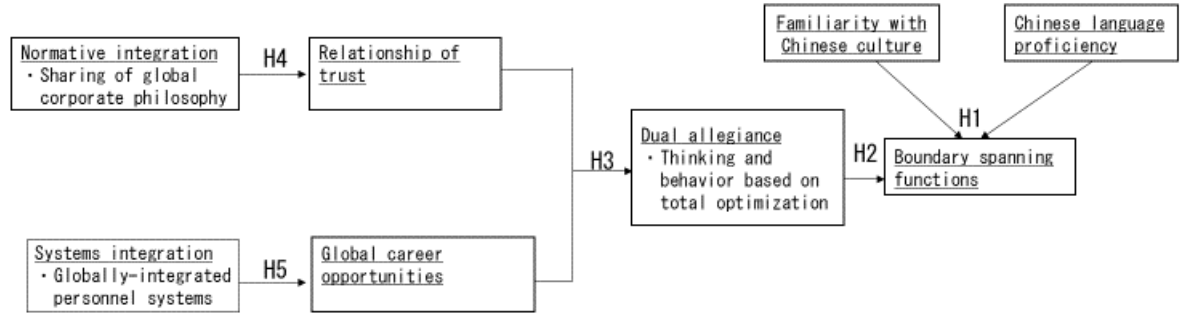 Familiarity with
Chinese culture
Chinese language
proficiency
Normative integration
・Sharing of global
corporate philosophy
H4
Relationship of
trust
H1
Dual allegiance
・Thinking and
behavior based on
total optimization
H3
H2
Boundary spanning
functions
Systems integration
・Globally-integrated
personnel systems
H5
Global career
opportunities